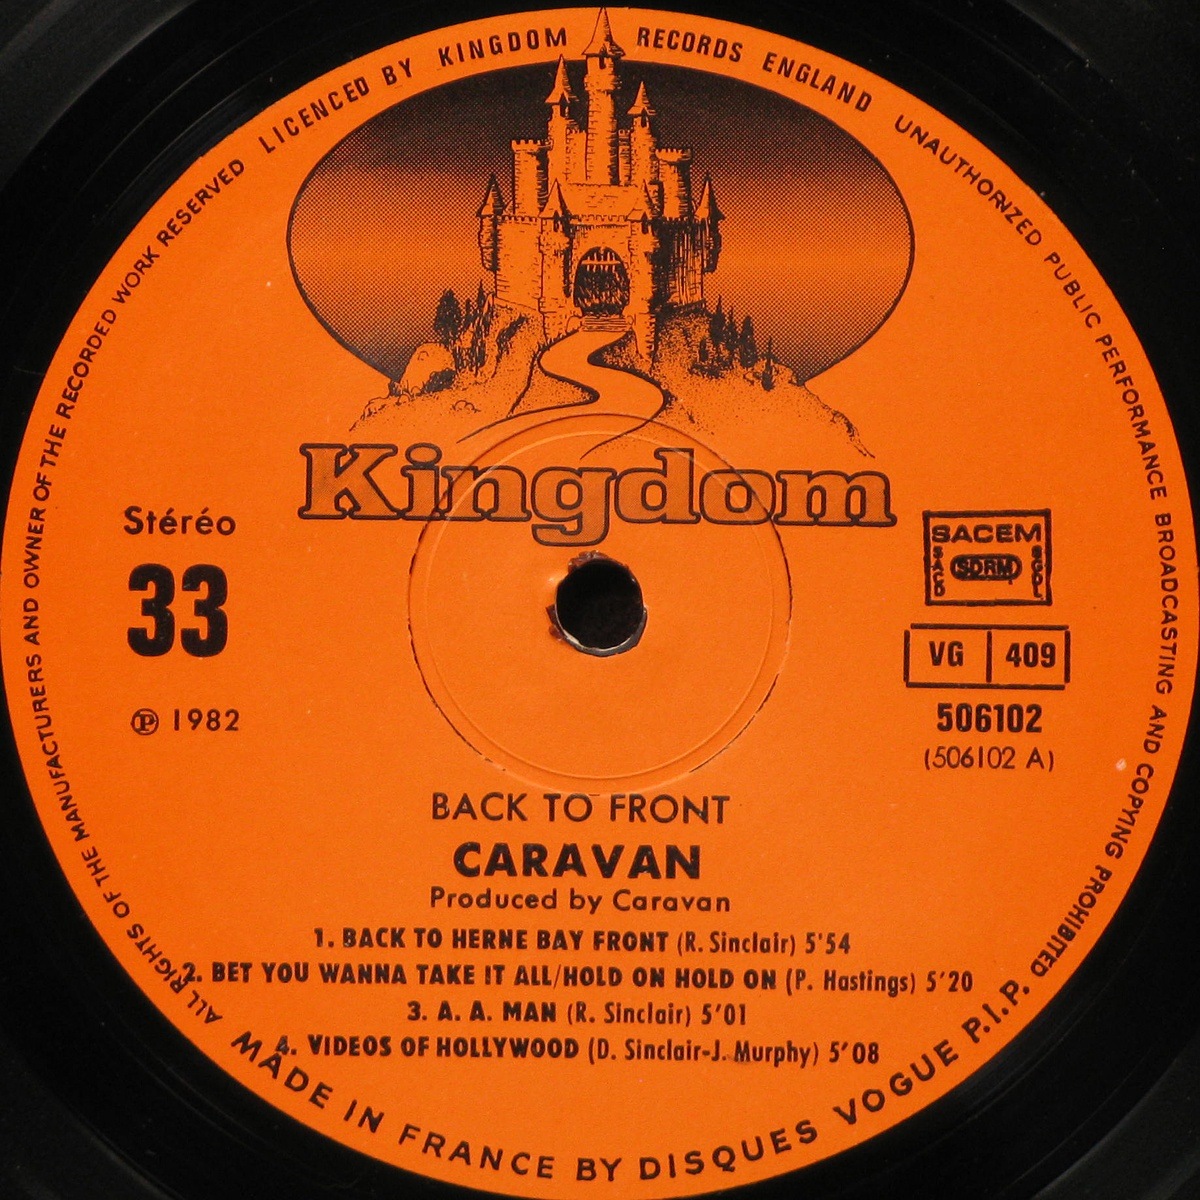 ALL RIGHTS OF THE MANUFACTURERS AND OWNER OF THE RECORDED WORK RESERVED LICENCED BY KINGDOM RECORDS ENGLAND UNAUTHORIZED PUBLIC PERFORMANCE BROADCASTING AND COPYING PROHIBITED
Kingdom
Stéréo
33
℗ 1982
SACEM
SACD SDRM SGDL
VG 409
506102
(506102 A)
BACK TO FRONT
CARAVAN
Produced by Caravan
1. BACK TO HERNE BAY FRONT (R. Sinclair) 5'54
2. BET YOU WANNA TAKE IT ALL/HOLD ON HOLD ON (P. Hastings) 5'20
3. A. A. MAN (R. Sinclair) 5'01
4. VIDEOS OF HOLLYWOOD (D. Sinclair-J. Murphy) 5'08
MADE IN FRANCE BY DISQUES VOGUE P.I.P.